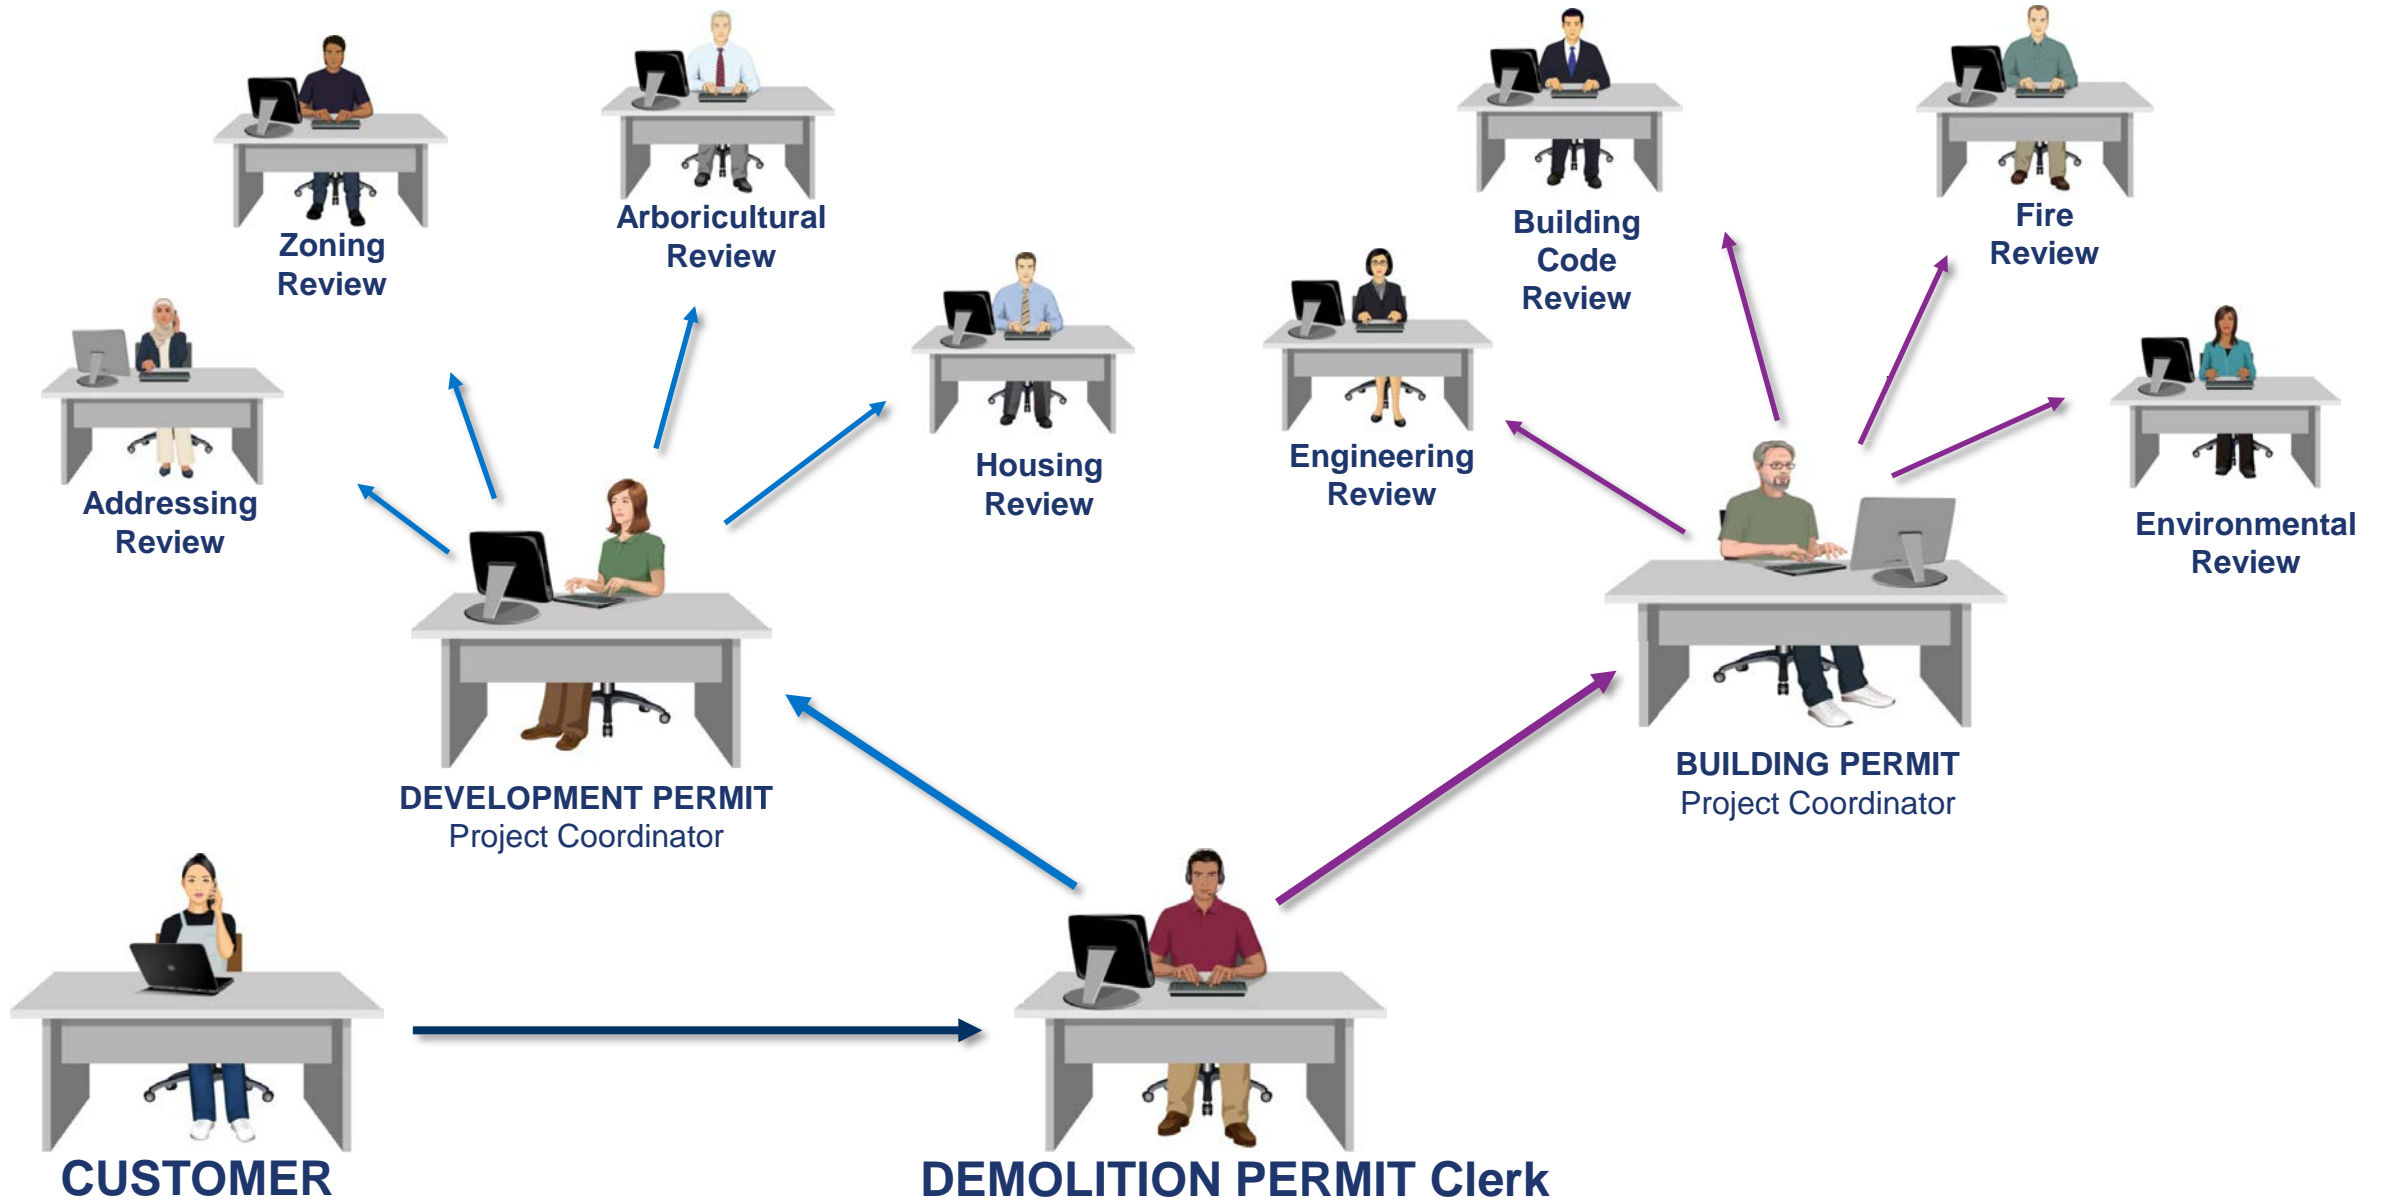 Zoning
Review
Arboricultural
Review
Building
Code
Review
Fire
Review
Addressing
Review
Housing
Review
Engineering
Review
Environmental
Review
DEVELOPMENT PERMIT
Project Coordinator
BUILDING PERMIT
Project Coordinator
CUSTOMER
DEMOLITION PERMIT Clerk